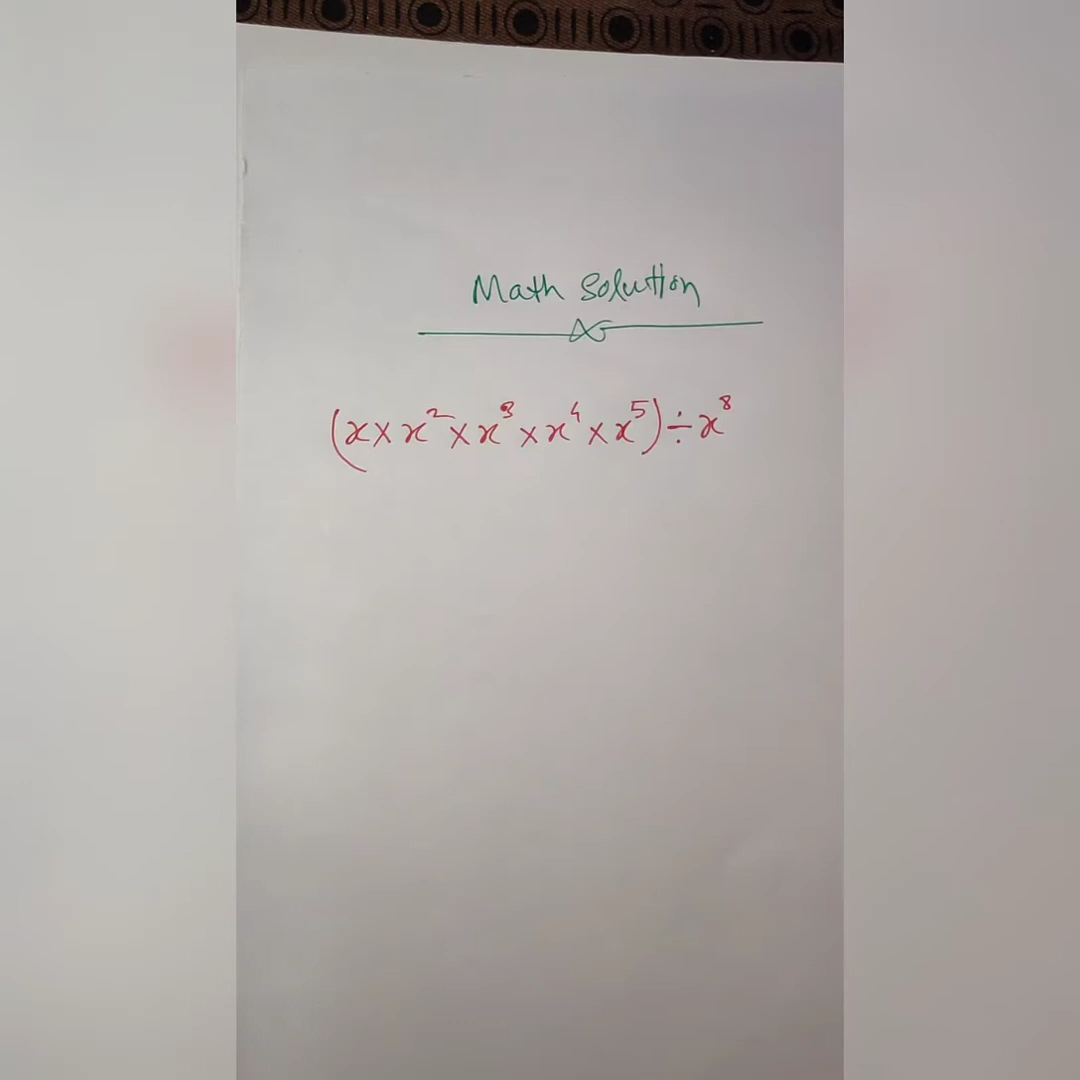 Math Solution
(x × x² × x³ × x⁴ × x⁵) ÷ x⁸